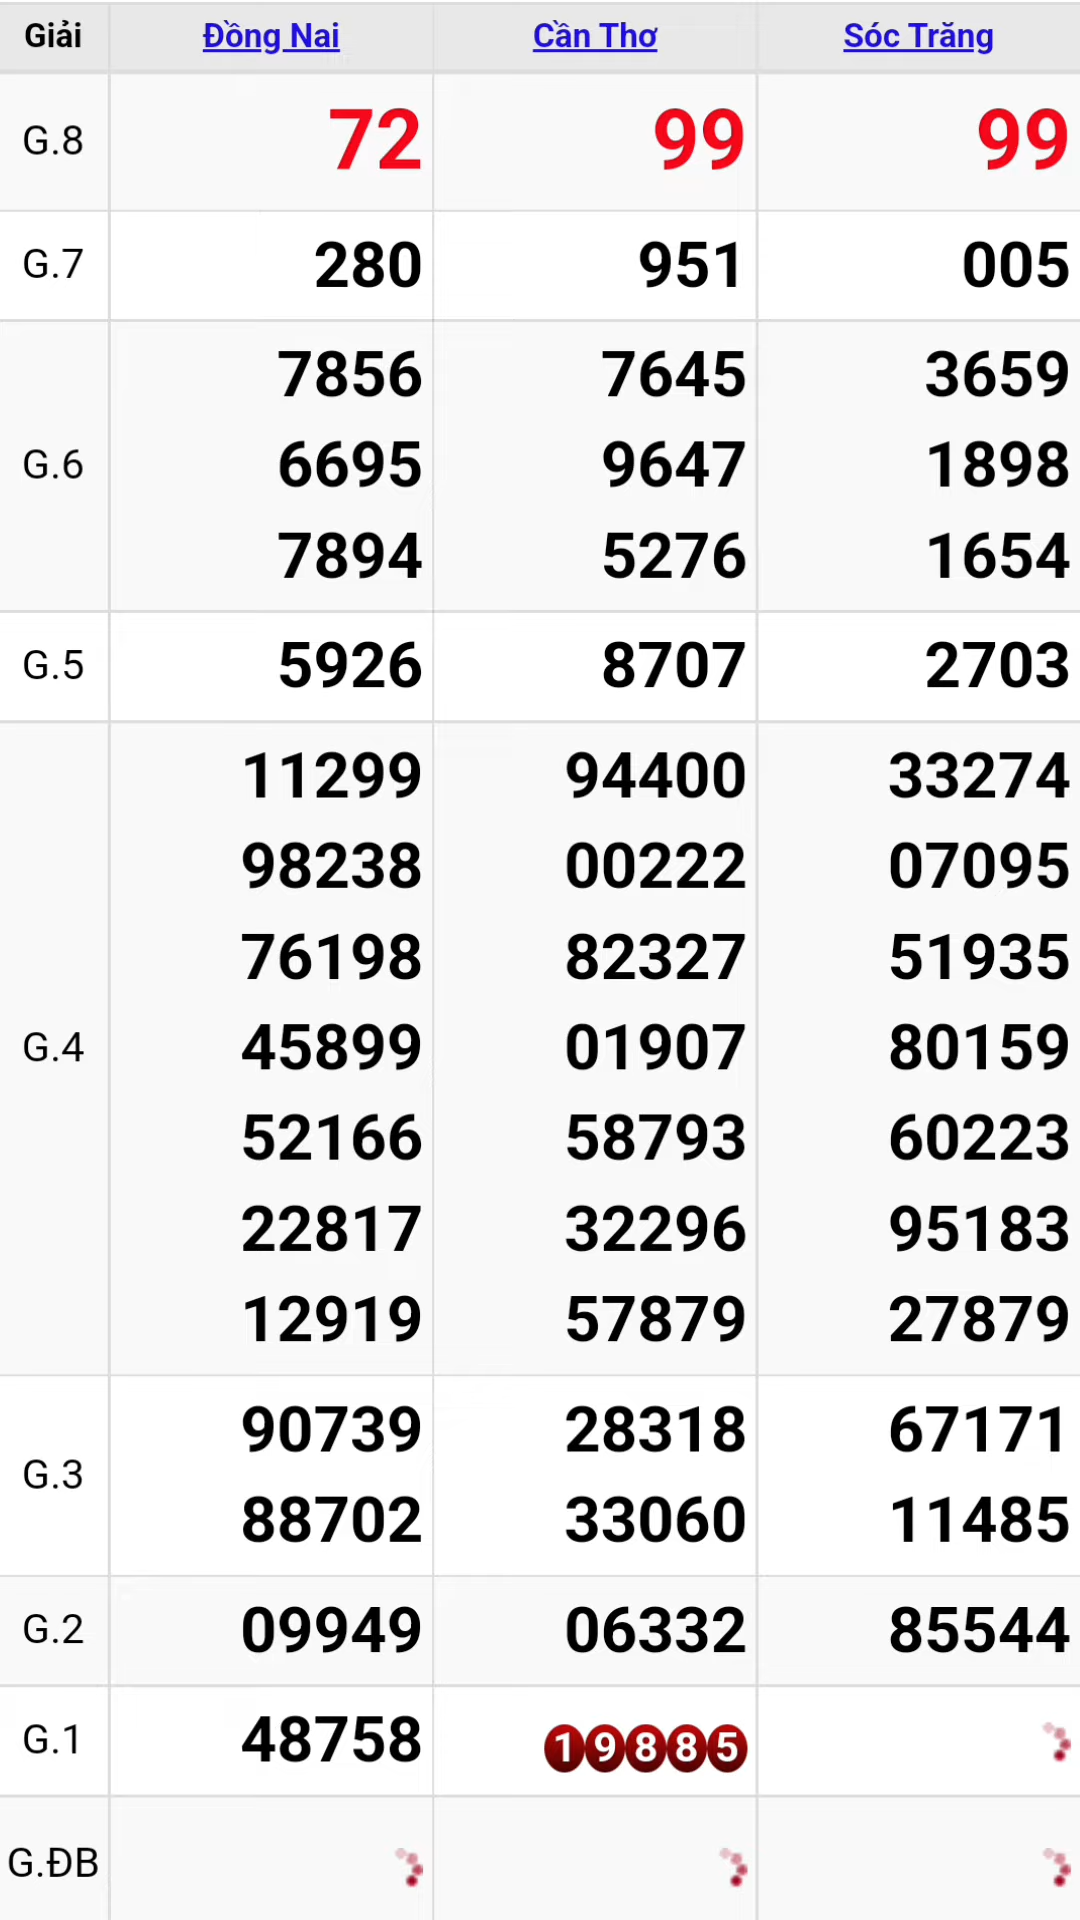 Giải Đồng Nai Cần Thơ Sóc Trăng
G.8 72 99 99
G.7 280 951 005
G.6 7856 7645 3659
6695 9647 1898
7894 5276 1654
G.5 5926 8707 2703
G.4 11299 94400 33274
98238 00222 07095
76198 82327 51935
45899 01907 80159
52166 58793 60223
22817 32296 95183
12919 57879 27879
G.3 90739 28318 67171
88702 33060 11485
G.2 09949 06332 85544
G.1 48758 19885
G.ĐB